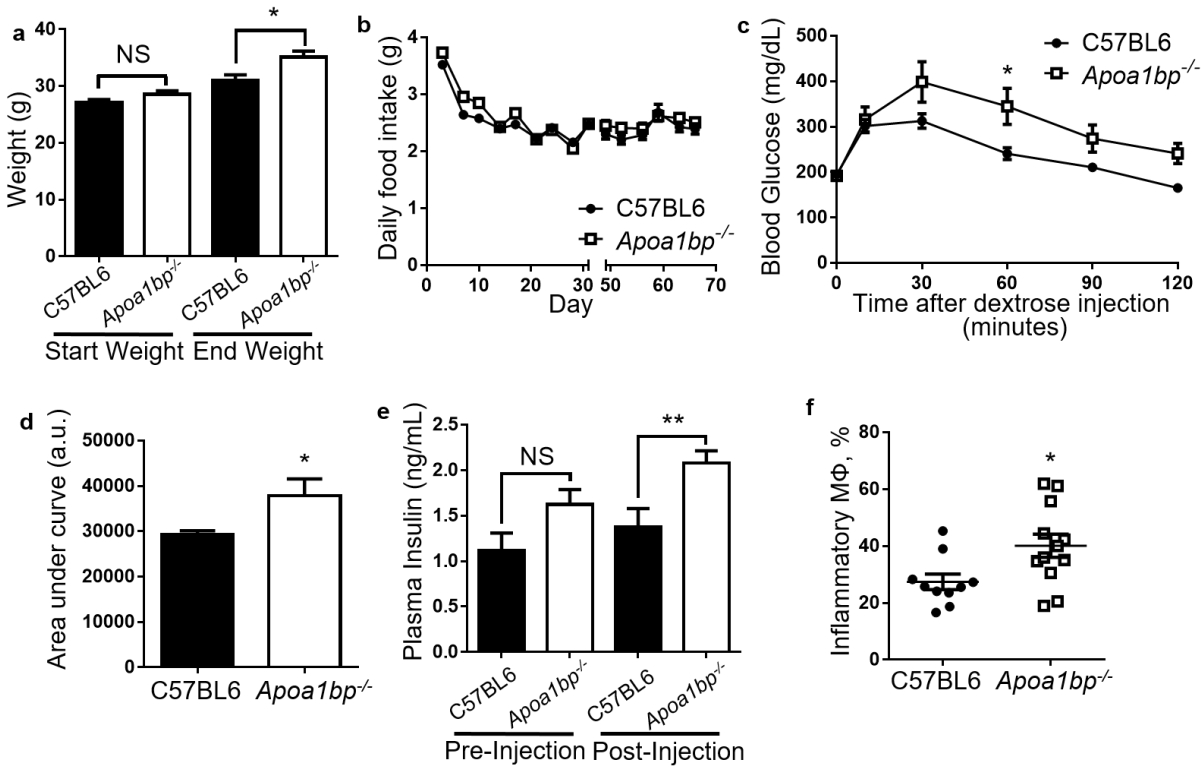 a
Weight (g)
40
30
20
10
0
NS
*
C57BL6
Apoa1bp-/-
C57BL6
Apoa1bp-/-
Start Weight
End Weight
b
Daily food intake (g)
4
3
2
1
0
0
10
20
30
50
60
70
Day
C57BL6
Apoa1bp-/-
c
Blood Glucose (mg/dL)
500
400
300
200
100
0
*
C57BL6
Apoa1bp-/-
0
30
60
90
120
Time after dextrose injection
(minutes)
d
Area under curve (a.u.)
50000
40000
30000
20000
10000
0
*
C57BL6
Apoa1bp-/-
e
Plasma Insulin (ng/mL)
2.5
2.0
1.5
1.0
0.5
0.0
NS
**
C57BL6
Apoa1bp-/-
C57BL6
Apoa1bp-/-
Pre-Injection
Post-Injection
f
Inflammatory MΦ, %
80
60
40
20
0
*
C57BL6
Apoa1bp-/-